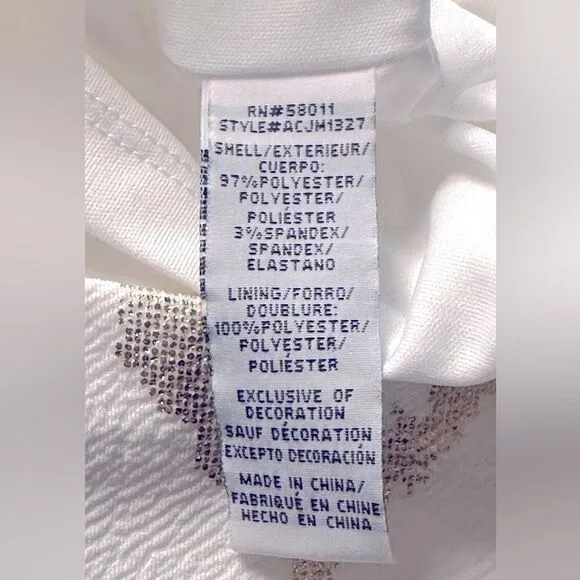 RN#58011
STYLE#ACJM1327
SHELL/EXTERIEUR/
CUERPO:
97%POLYESTER/
POLYESTER/
POLIÉSTER
3%SPANDEX/
SPANDEX/
ELASTANO
LINING/FORRO/
DOUBLURE:
100%POLYESTER/
POLYESTER/
POLIÉSTER
EXCLUSIVE OF
DECORATION
SAUF DÉCORATION
EXCEPTO DECORACIÓN
MADE IN CHINA/
FABRIQUÉ EN CHINE
HECHO EN CHINA